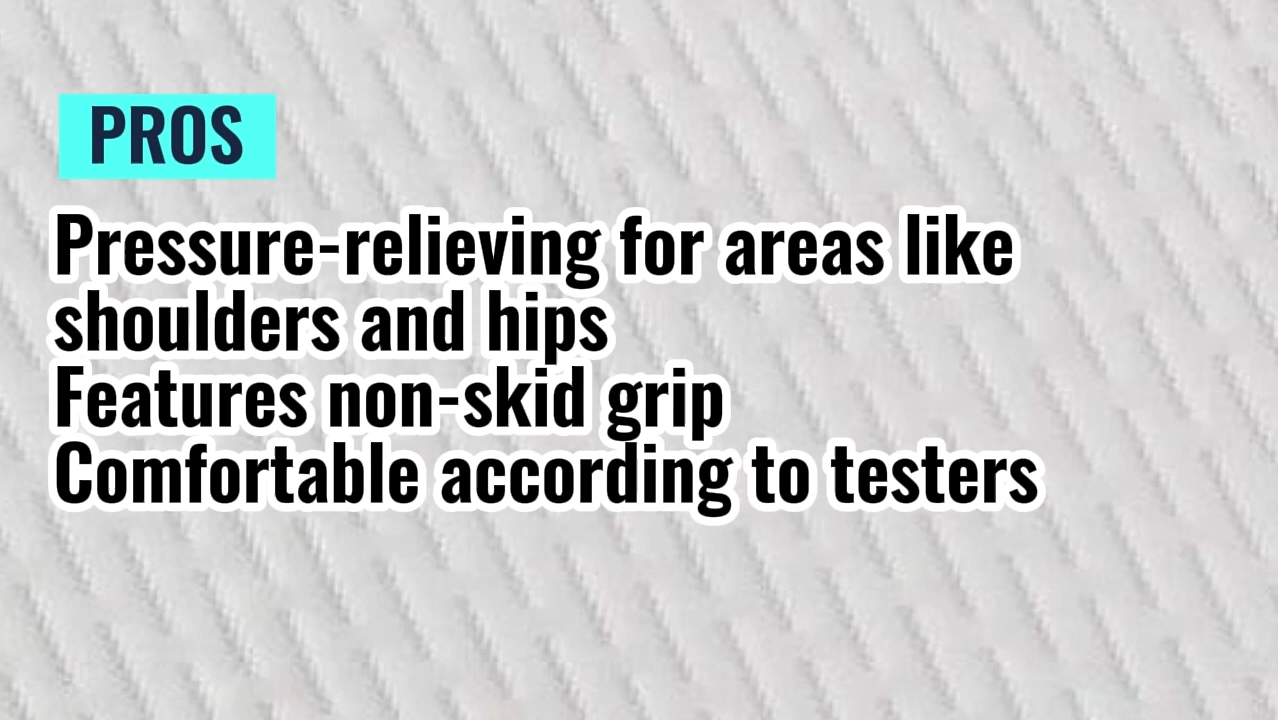 PROS
Pressure-relieving for areas like
shoulders and hips
Features non-skid grip
Comfortable according to testers